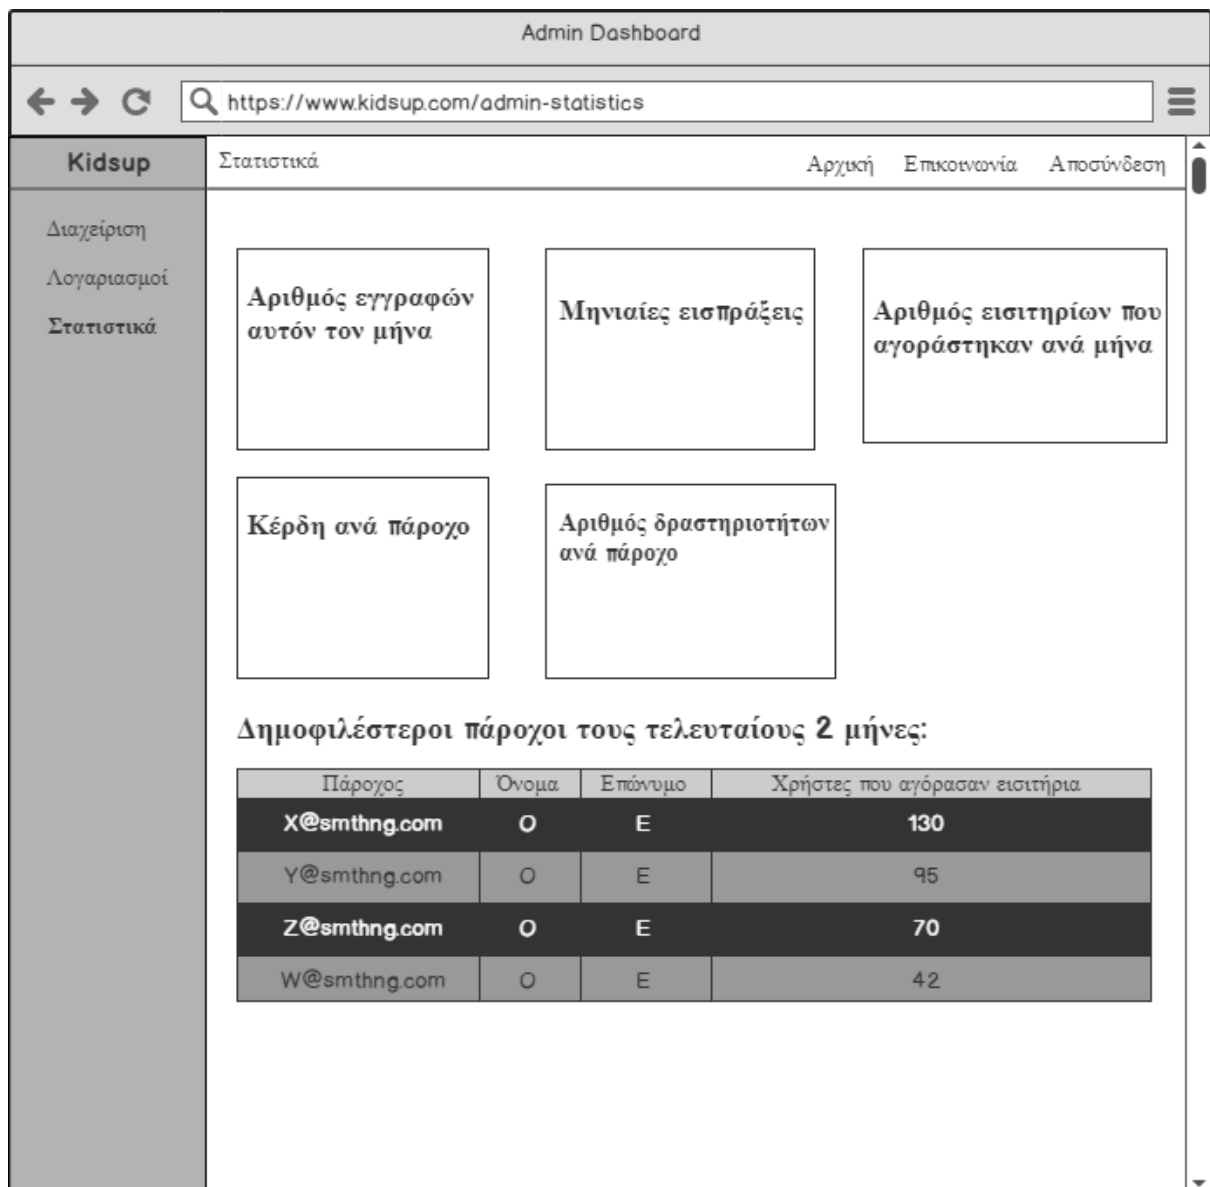 Admin Dashboard
https://www.kidsup.com/admin-statistics
Kidsup
Στατιστικά
Αρχική Επικοινωνία Αποσύνδεση
Διαχείριση
Λογαριασμοί
Στατιστικά
Αριθμός εγγραφών
αυτόν τον μήνα
Μηνιαίες εισπράξεις
Αριθμός εισιτηρίων που
αγοράστηκαν ανά μήνα
Κέρδη ανά πάροχο
Αριθμός δραστηριοτήτων
ανά πάροχο
Δημοφιλέστεροι πάροχοι τους τελευταίους 2 μήνες:
Πάροχος Όνομα Επώνυμο Χρήστες που αγόρασαν εισιτήρια
X@smthng.com O E 130
Y@smthng.com O E 95
Z@smthng.com O E 70
W@smthng.com O E 42